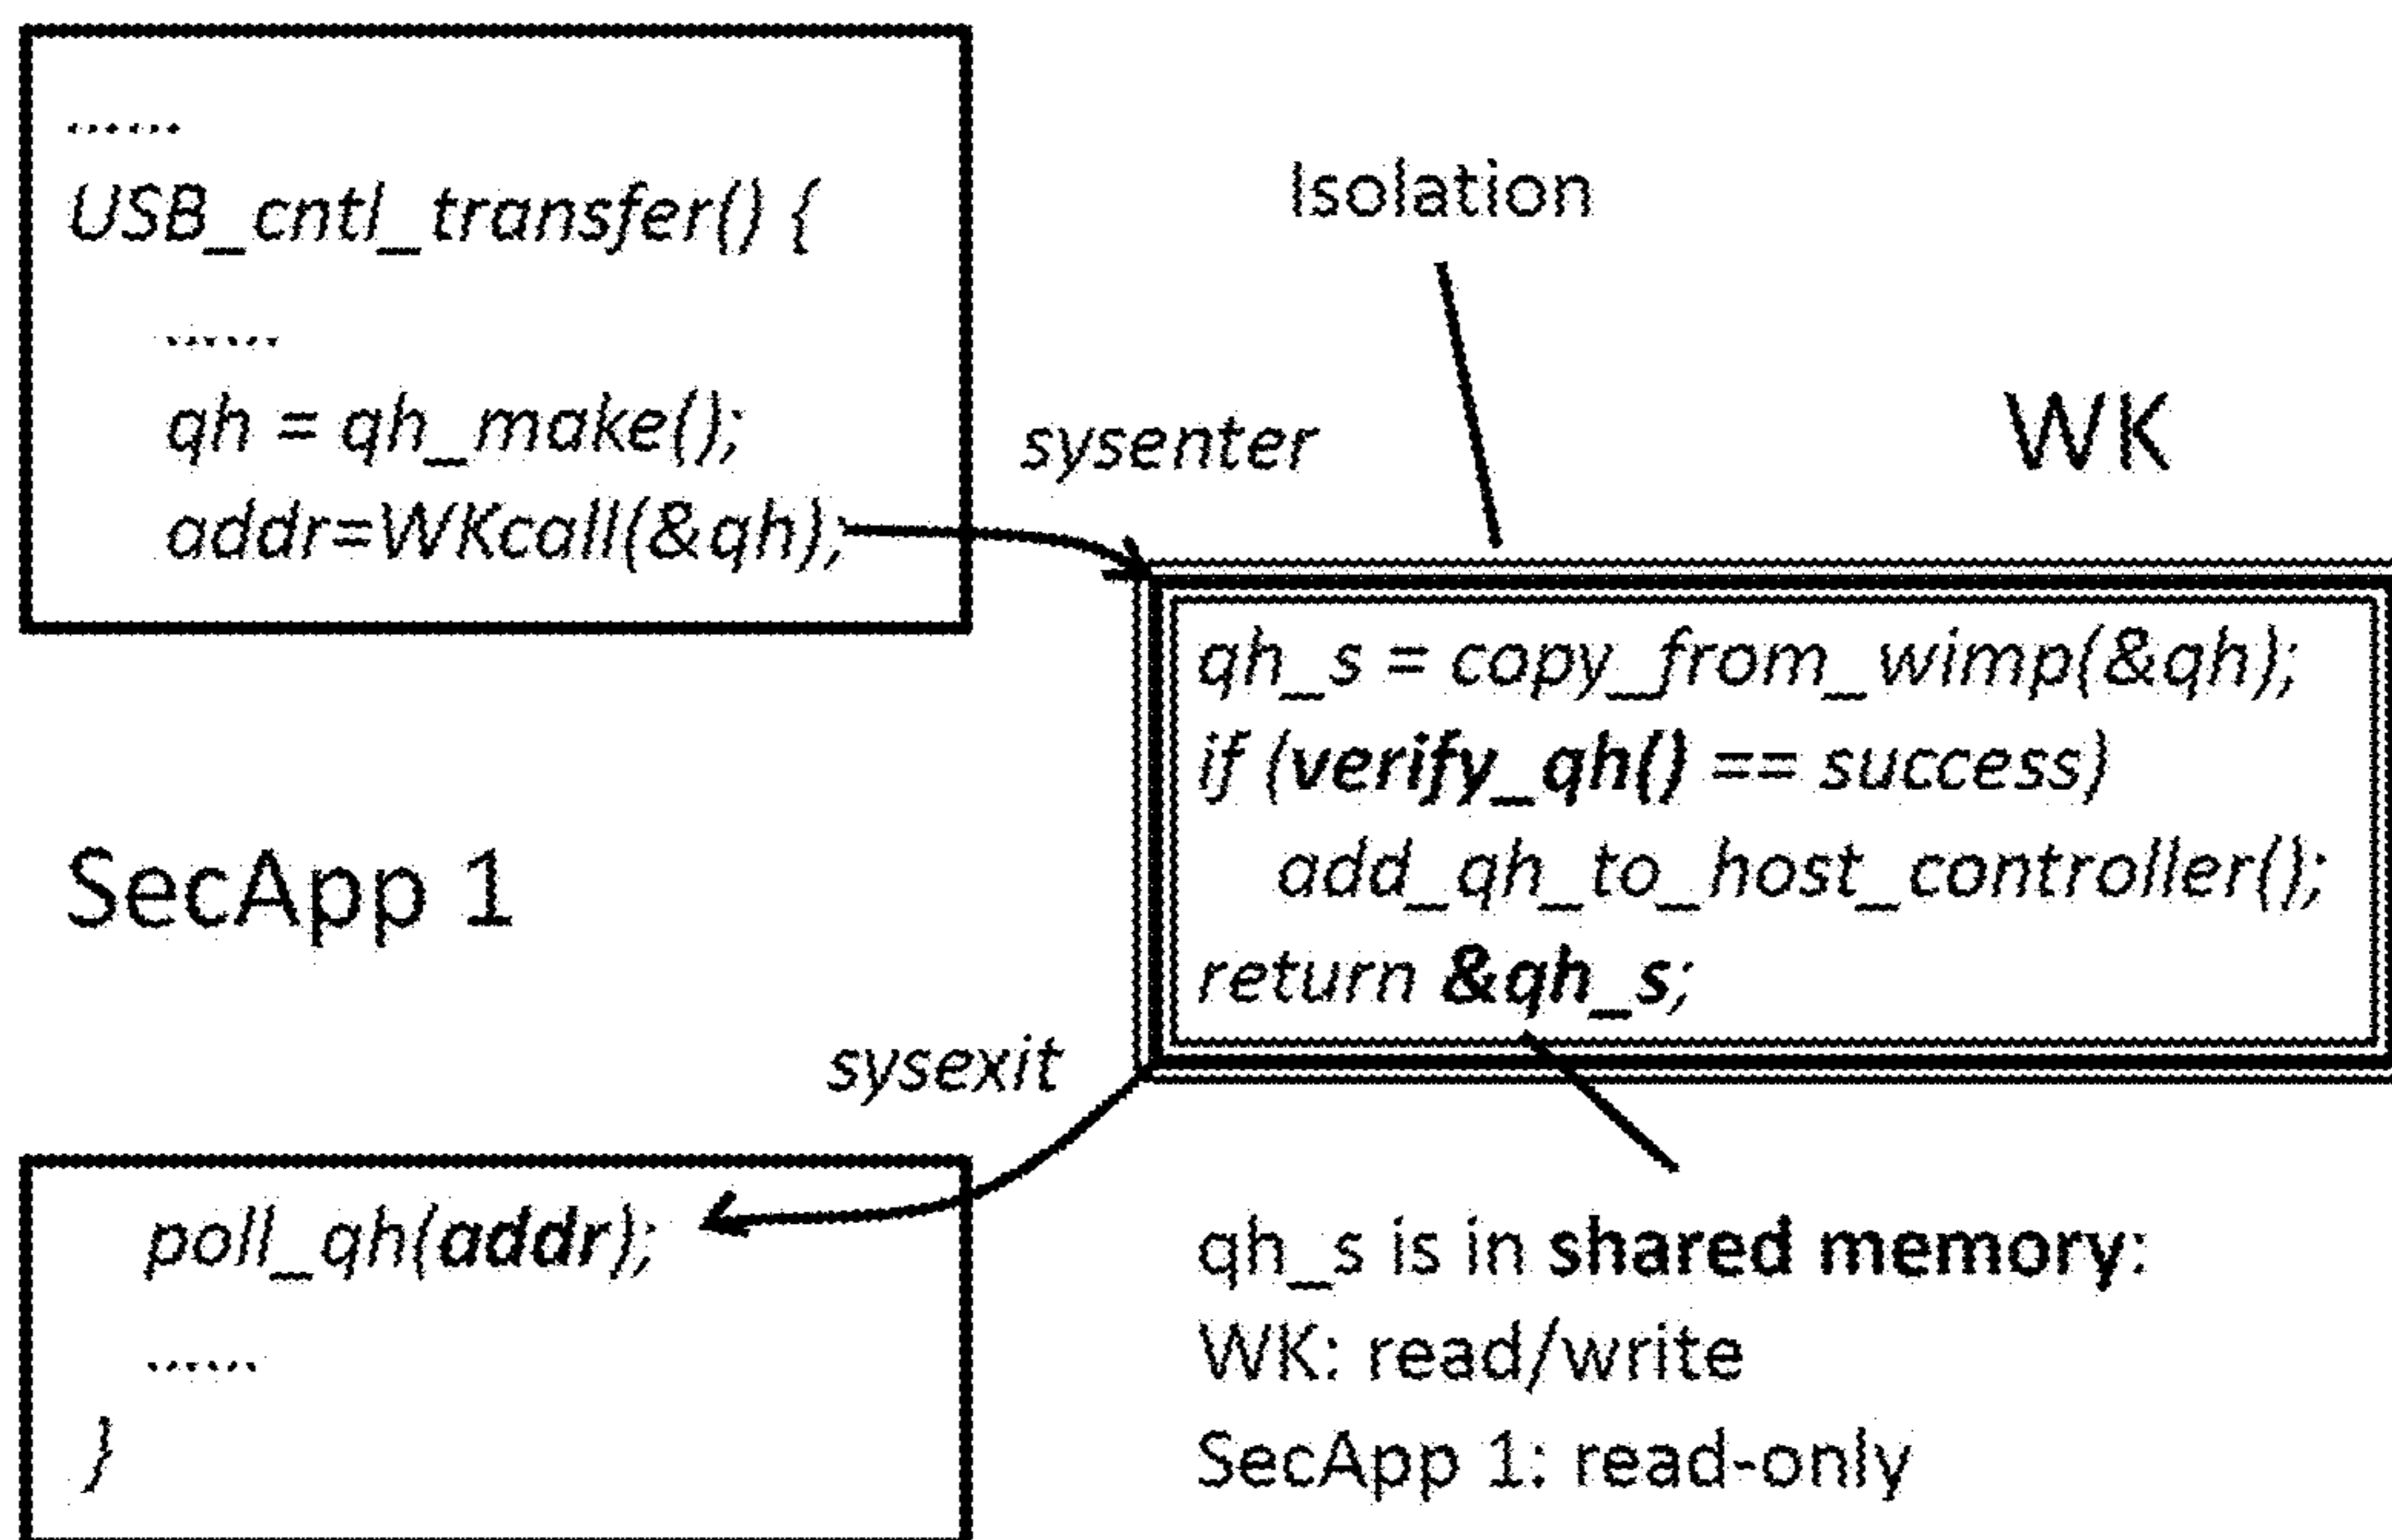 ......
USB_cntl_transfer() {
......
qh = qh_make();
addr=WKcall(&qh);
sysenter
Isolation
WK
qh_s = copy_from_wimp(&qh);
if (verify_qh() == success)
add_qh_to_host_controller();
return &qh_s;
SecApp 1
sysexit
poll_qh(addr);
......
}
qh_s is in shared memory:
WK: read/write
SecApp 1: read-only